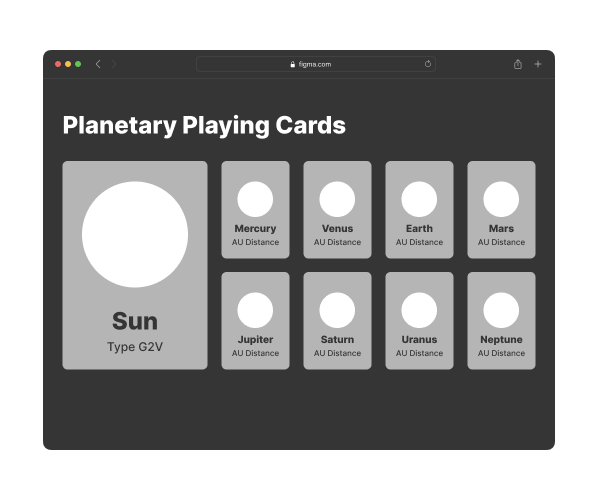 figma.com
Planetary Playing Cards
Sun
Type G2V
Mercury
AU Distance
Venus
AU Distance
Earth
AU Distance
Mars
AU Distance
Jupiter
AU Distance
Saturn
AU Distance
Uranus
AU Distance
Neptune
AU Distance